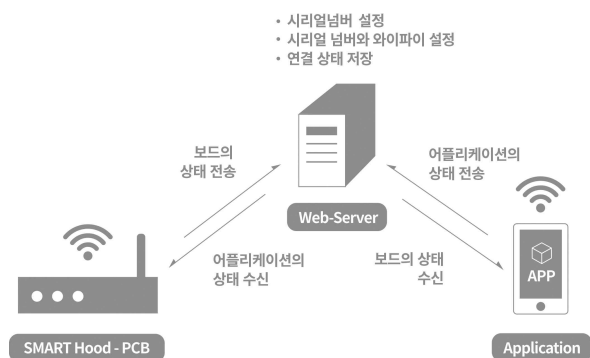 • 시리얼넘버 설정
• 시리얼 넘버와 와이파이 설정
• 연결 상태 저장
보드의
상태 전송
어플리케이션의
상태 전송
Web-Server
어플리케이션의
상태 수신
보드의 상태
수신
APP
SMART Hood - PCB
Application